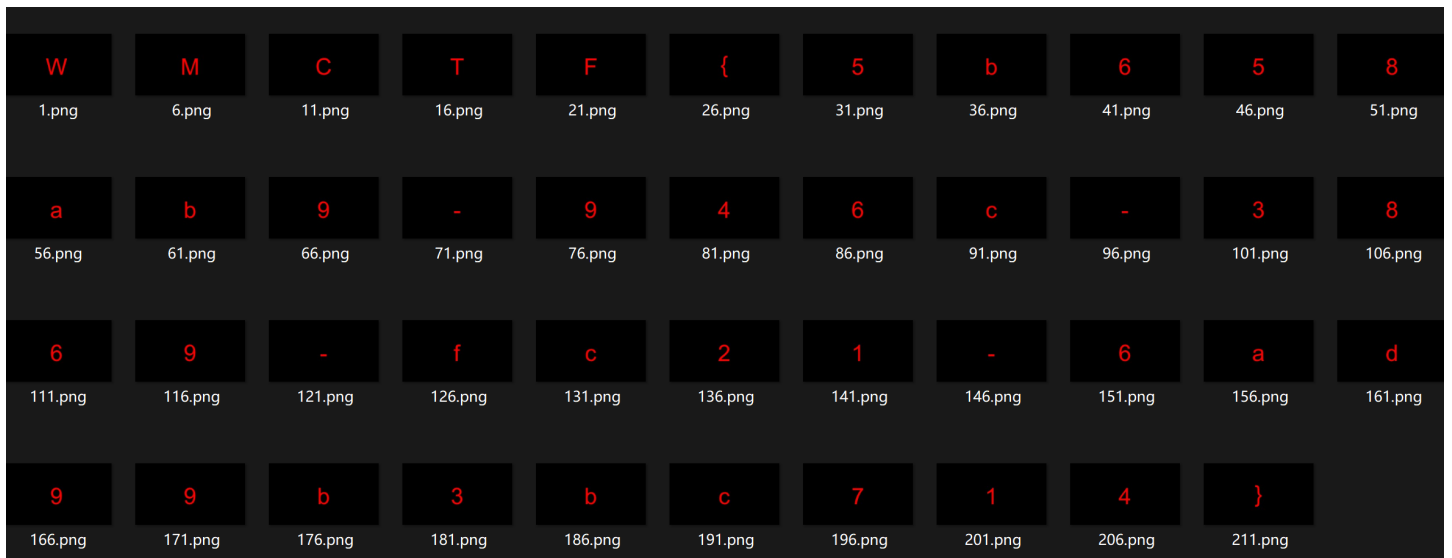 W M C T F { 5 b 6 5 8
1.png 6.png 11.png 16.png 21.png 26.png 31.png 36.png 41.png 46.png 51.png
a b 9 - 9 4 6 c - 3 8
56.png 61.png 66.png 71.png 76.png 81.png 86.png 91.png 96.png 101.png 106.png
6 9 - f c 2 1 - 6 a d
111.png 116.png 121.png 126.png 131.png 136.png 141.png 146.png 151.png 156.png 161.png
9 9 b 3 b c 7 1 4 }
166.png 171.png 176.png 181.png 186.png 191.png 196.png 201.png 206.png 211.png